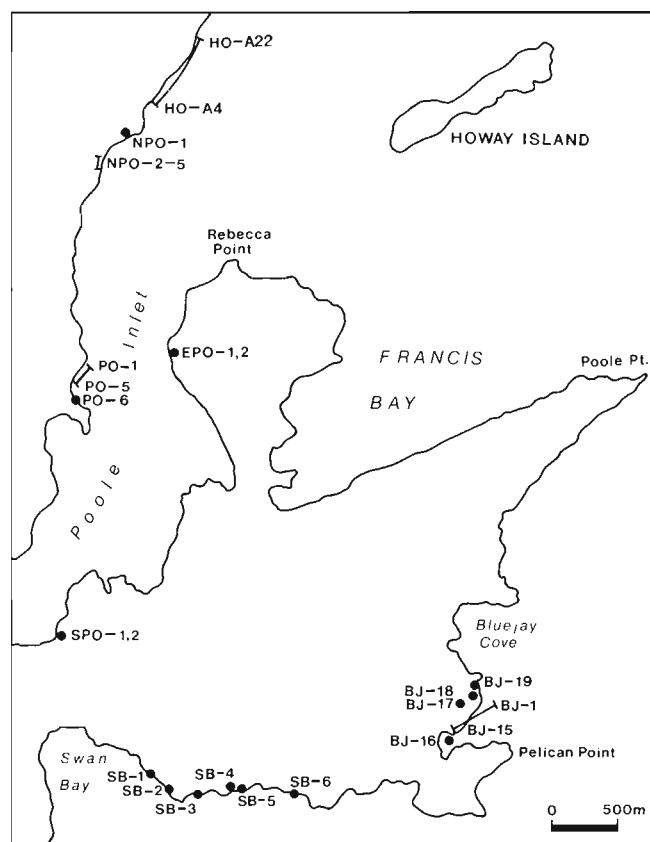 HO-A22
HO-A4
HOWAY ISLAND
NPO-1
NPO-2-5
Rebecca
Point
Inlet
EPO-1,2
FRANCIS
BAY
Poole Pt.
PO-1
PO-5
PO-6
Poole
SPO-1,2
Bluejay
Cove
BJ-19
BJ-18
BJ-17
BJ-1
BJ-15
BJ-16
Pelican Point
Swan
Bay
SB-1
SB-2
SB-3
SB-4
SB-5
SB-6
0 500m